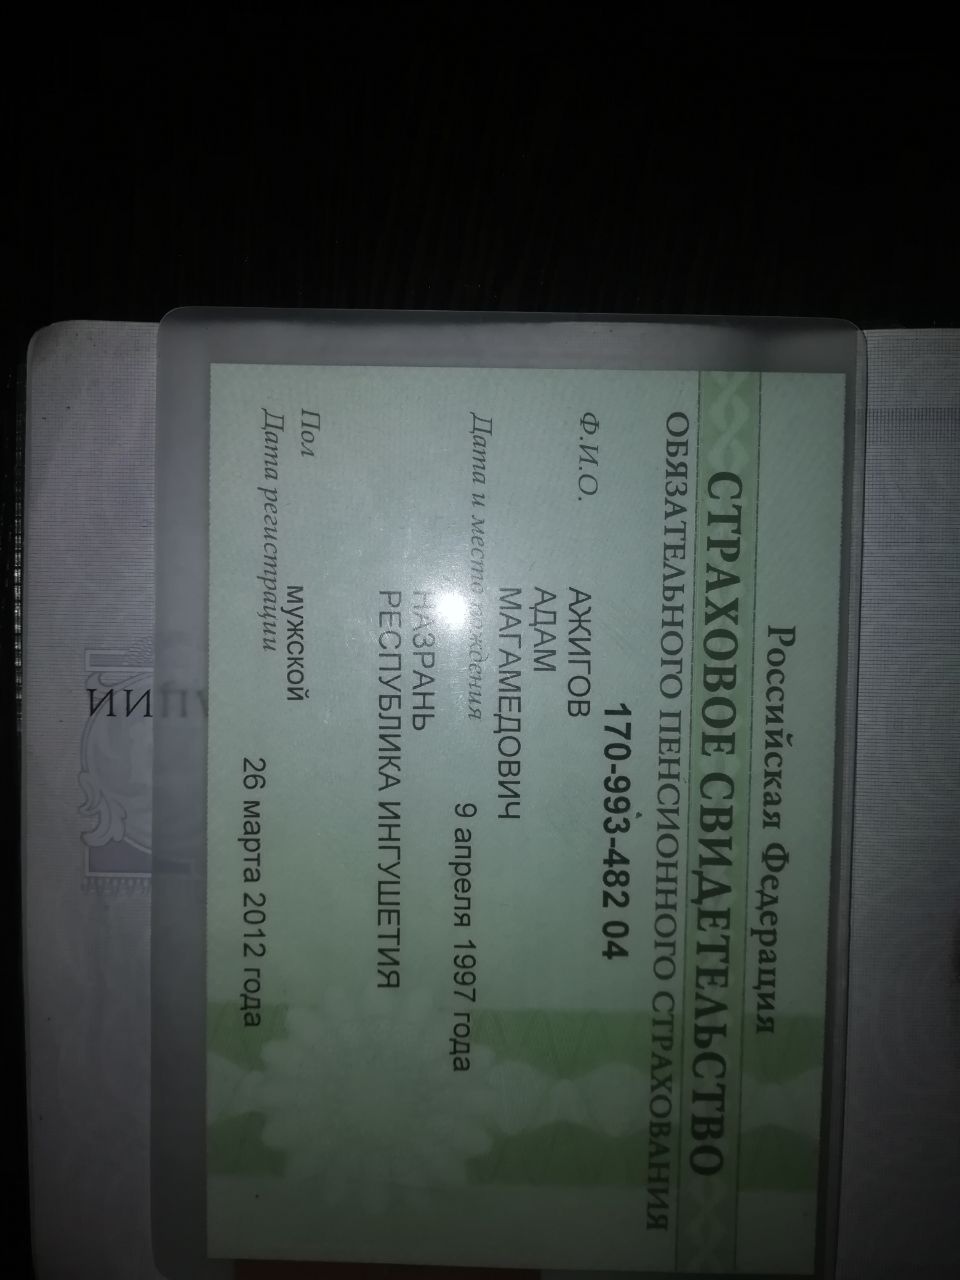 Российская Федерация
СТРАХОВОЕ СВИДЕТЕЛЬСТВО
ОБЯЗАТЕЛЬНОГО ПЕНСИОННОГО СТРАХОВАНИЯ
170-993-482 04
Ф.И.О. АЖИГОВ
АДАМ
МАГАМЕДОВИЧ
Дата и место рождения 9 апреля 1997 года
НАЗРАНЬ
РЕСПУБЛИКА ИНГУШЕТИЯ
Пол мужской
Дата регистрации 26 марта 2012 года